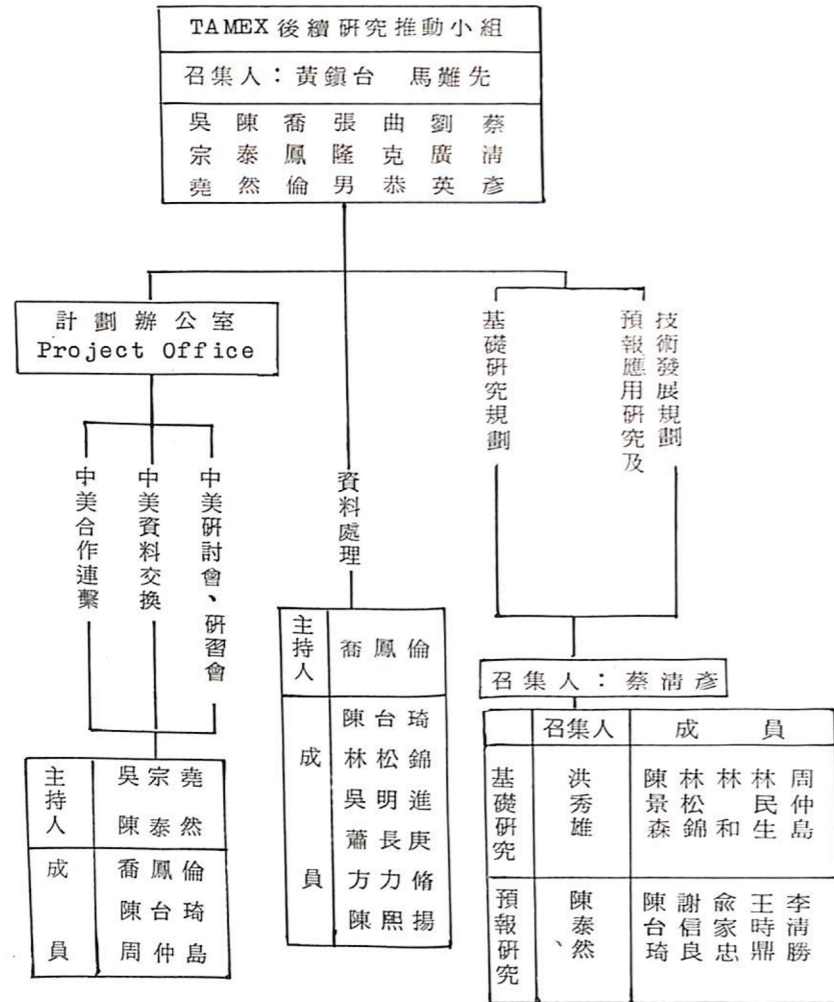 TAMEX後續研究推動小組
召集人：黃鎮台 馬難先
吳宗堯
陳泰然
喬鳳倫
張隆男
曲克恭
劉廣英
蔡清彥
計劃辦公室
Project Office
中美合作連繫
中美資料交換
中美研討會、研習會
主持人
吳宗堯
陳泰然
成員
喬鳳倫
陳台琦
周仲島
資料處理
主持人
喬鳳倫
成員
陳台琦
林松錦
吳明進
蕭長庚
方力脩
陳熙揚
基礎研究規劃
預報應用研究及
技術發展規劃
召集人：蔡清彥
召集人
成員
基礎研究
洪秀雄
陳景森
林松錦
林和
林民生
周仲島
預報研究
陳泰然、
陳台琦
謝信良
俞家忠
王時鼎
李清勝